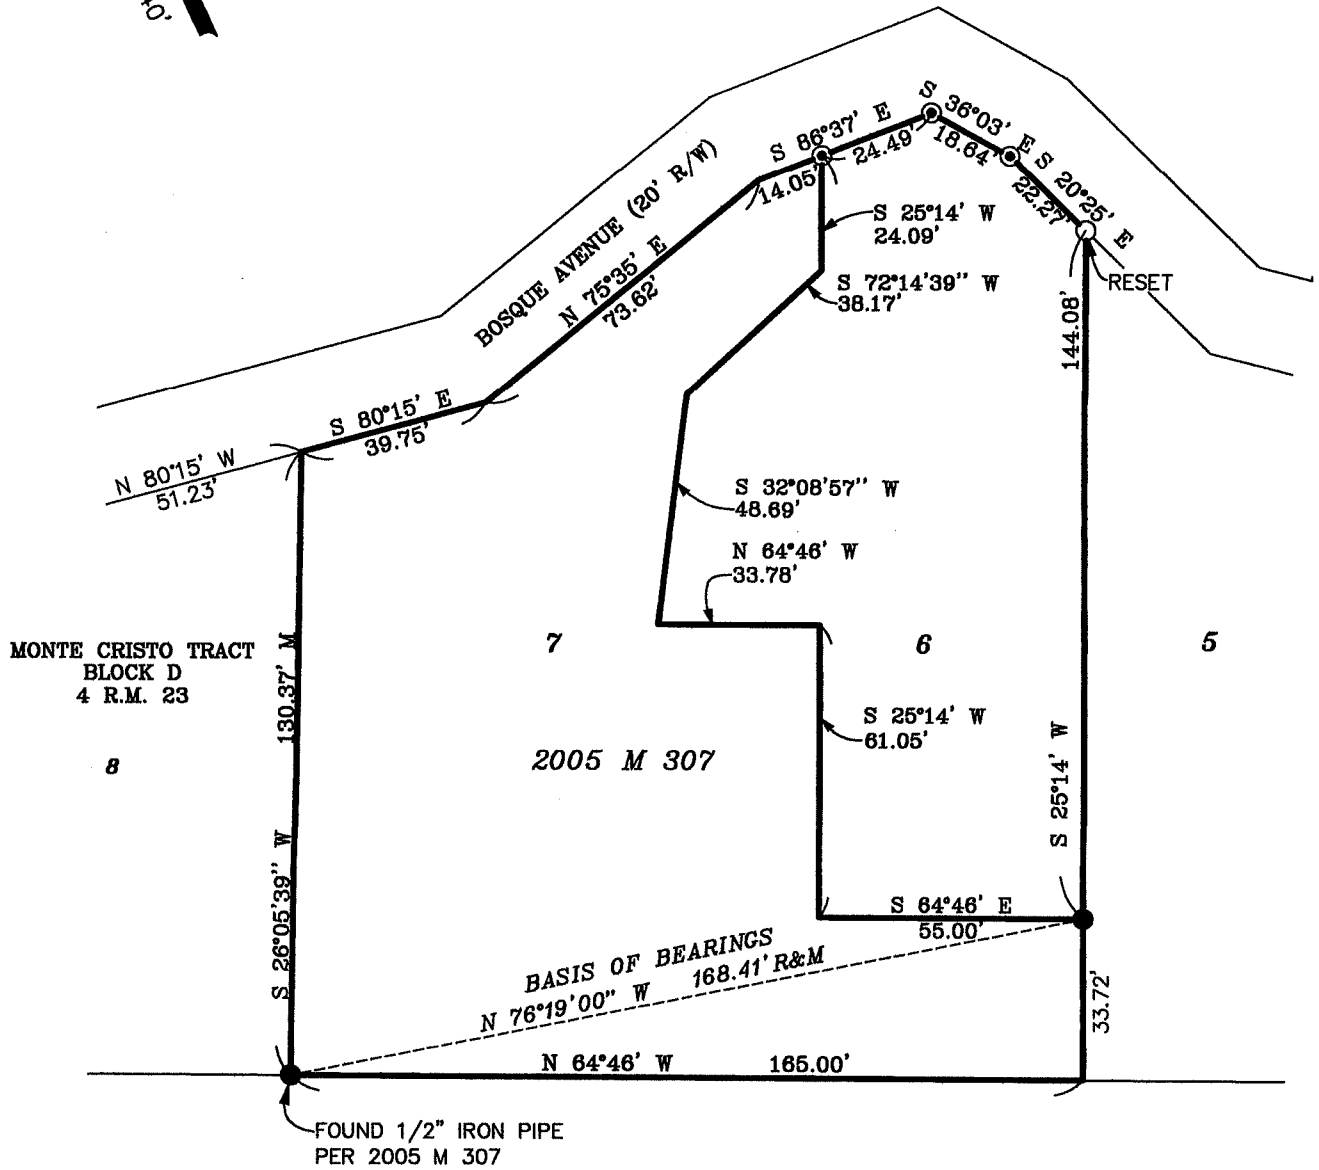 40'
S 86°37' E
14.05'
24.49'
S 36°03' E
18.64'
S 20°25' E
22.27'
BOSQUE AVENUE (20' R/W)
N 75°35' E
73.62'
S 25°14' W
24.09'
S 72°14'39" W
38.17'
RESET
144.08'
S 80°15' E
39.75'
N 80°15' W
51.23'
S 32°08'57" W
48.69'
N 64°46' W
33.78'
MONTE CRISTO TRACT
BLOCK D
4 R.M. 23
8
7
6
5
130.37' M
S 26°05'39" W
2005 M 307
S 25°14' W
61.05'
S 25°14' W
S 64°46' E
55.00'
BASIS OF BEARINGS
N 76°19'00" W 168.41' R&M
33.72'
N 64°46' W 165.00'
FOUND 1/2" IRON PIPE
PER 2005 M 307